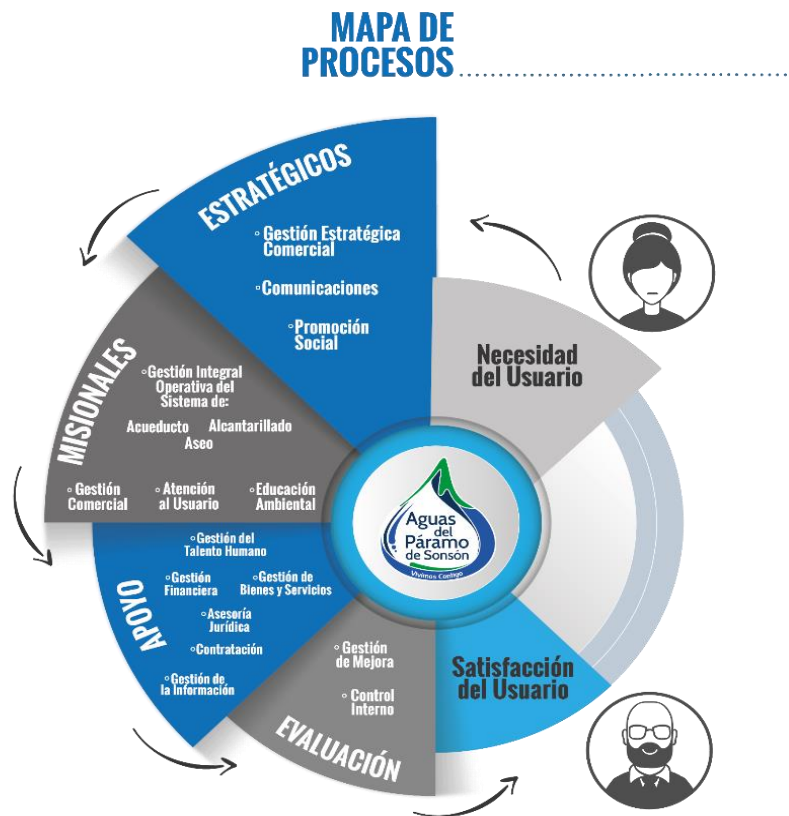 MAPA DE
PROCESOS
ESTRATÉGICOS
Gestión Estratégica
Comercial
Comunicaciones
Promoción
Social
Necesidad
del Usuario
MISIONALES
Gestión Integral
Operativa del
Sistema de:
Acueducto Alcantarillado
Aseo
Gestión
Comercial
Atención
al Usuario
Educación
Ambiental
Aguas
del
Páramo
de Sonsón
Vivimos Contigo
APOYO
Gestión del
Talento Humano
Gestión
Financiera
Gestión de
Bienes y Servicios
Asesoría
Jurídica
Contratación
Gestión de
la Información
EVALUACIÓN
Gestión
de Mejora
Control
Interno
Satisfacción
del Usuario